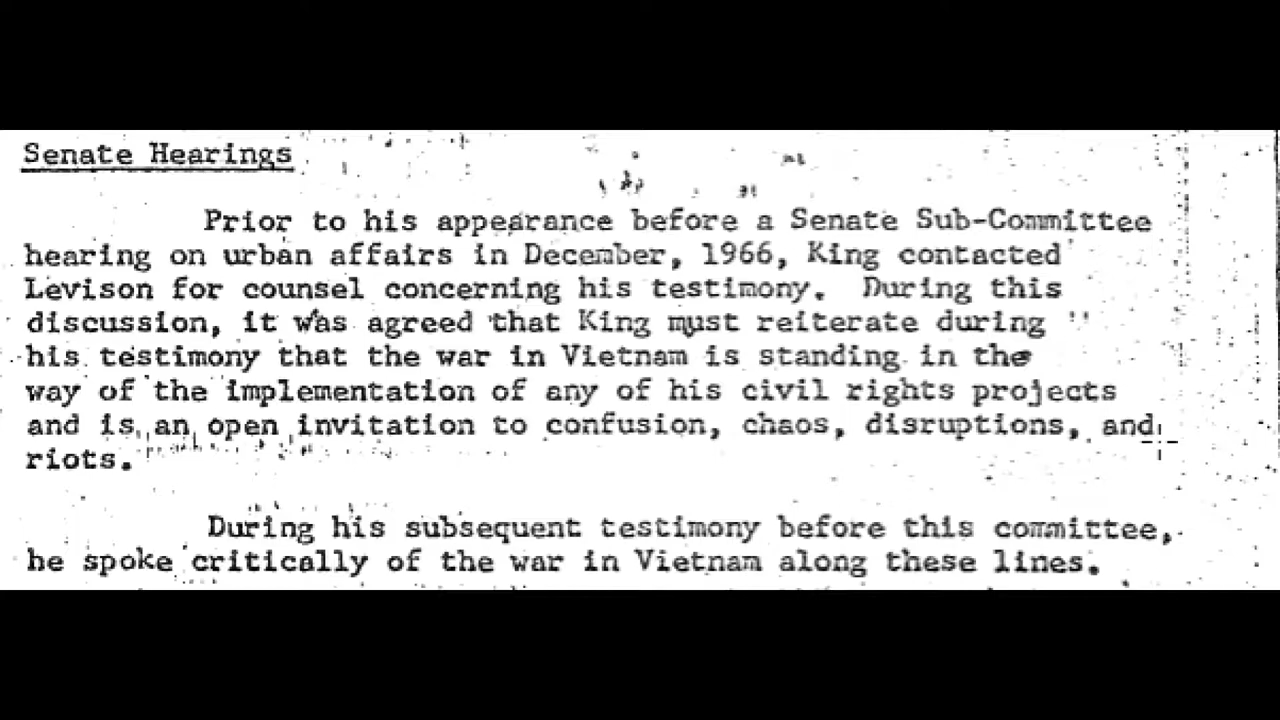 Senate Hearings
Prior to his appearance before a Senate Sub-Committee
hearing on urban affairs in December, 1966, King contacted
Levison for counsel concerning his testimony. During this
discussion, it was agreed that King must reiterate during
his testimony that the war in Vietnam is standing in the
way of the implementation of any of his civil rights projects
and is an open invitation to confusion, chaos, disruptions, and
riots.
During his subsequent testimony before this committee,
he spoke critically of the war in Vietnam along these lines.